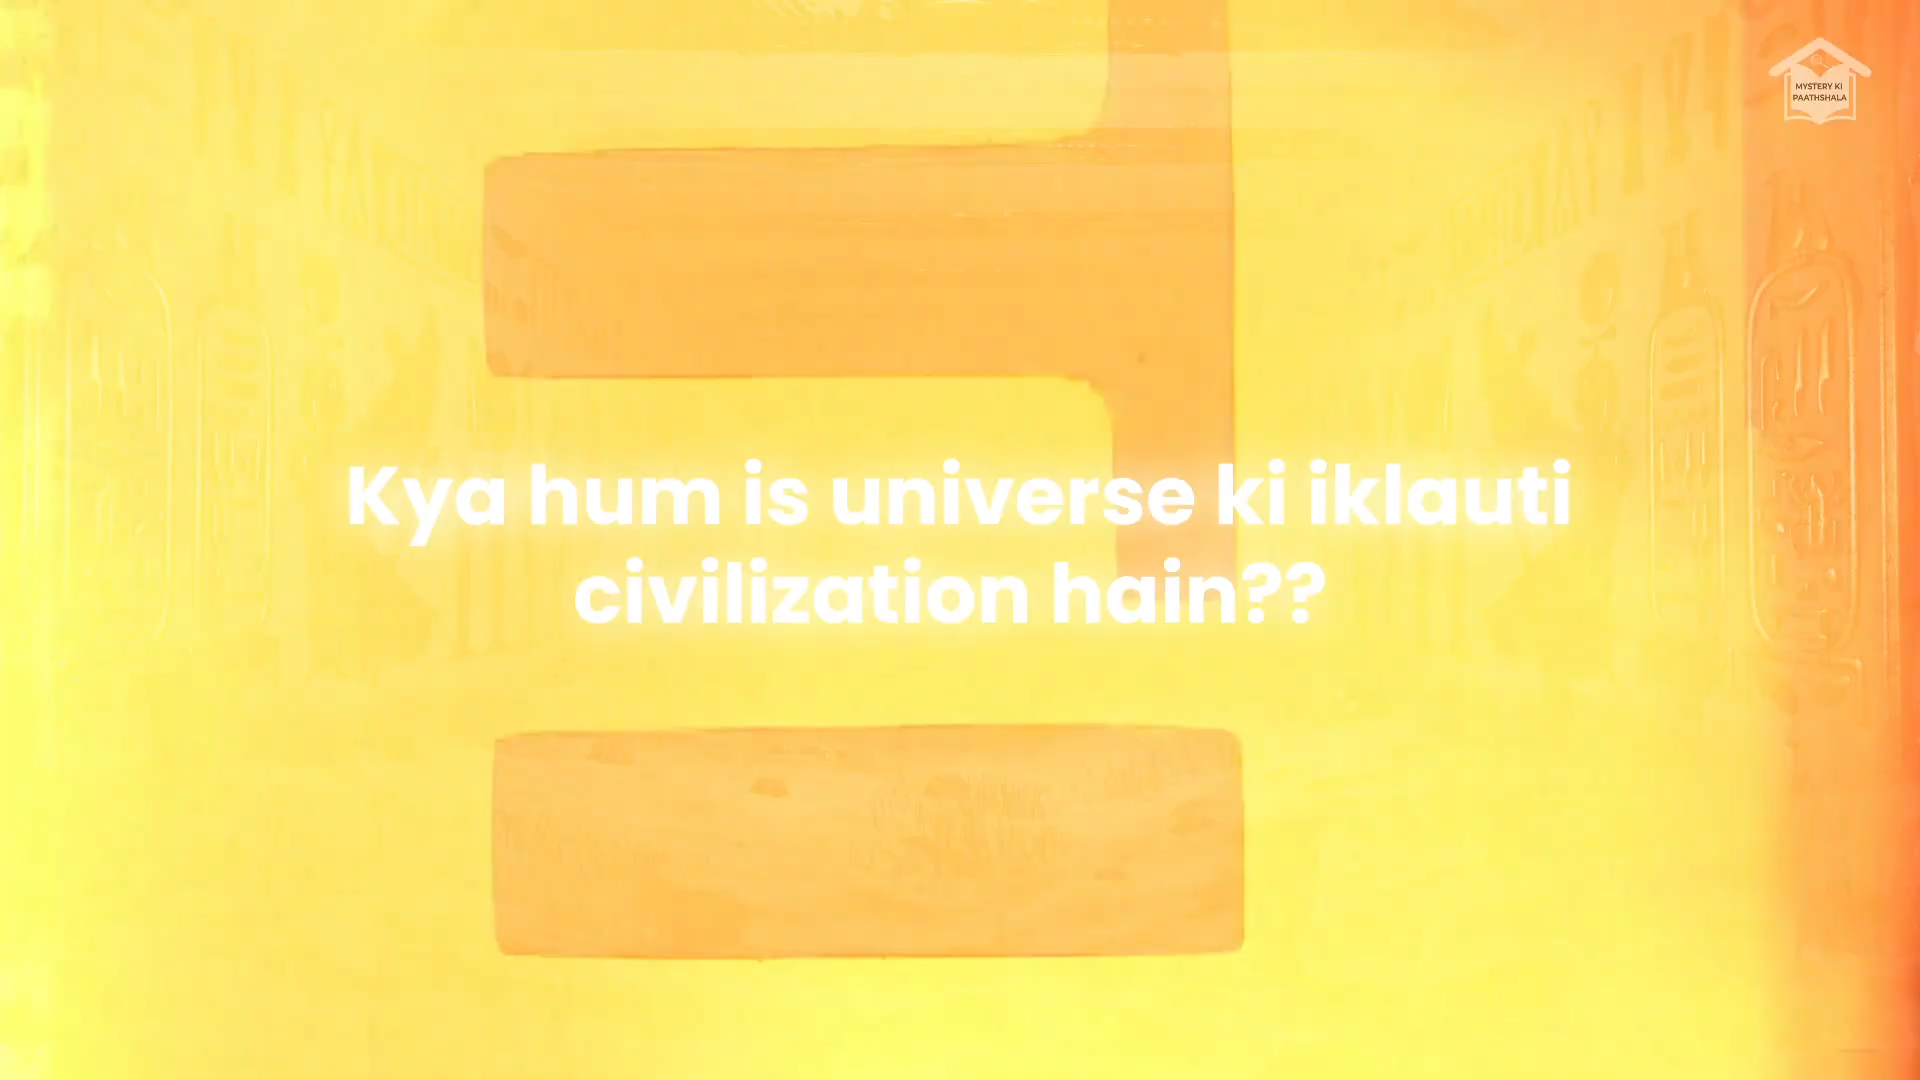 MYSTERY KI
PAATHSHALA
Kya hum is universe ki iklauti
civilization hain??